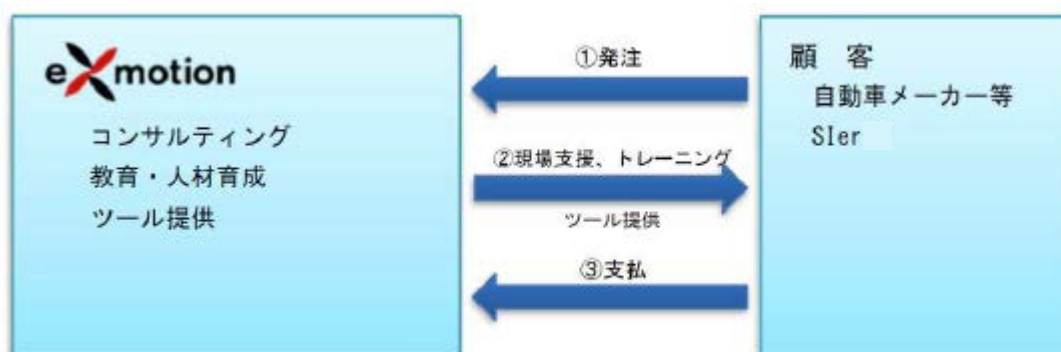 eXmotion
コンサルティング
教育・人材育成
ツール提供
①発注
②現場支援、トレーニング
ツール提供
③支払
顧 客
自動車メーカー等
SIer